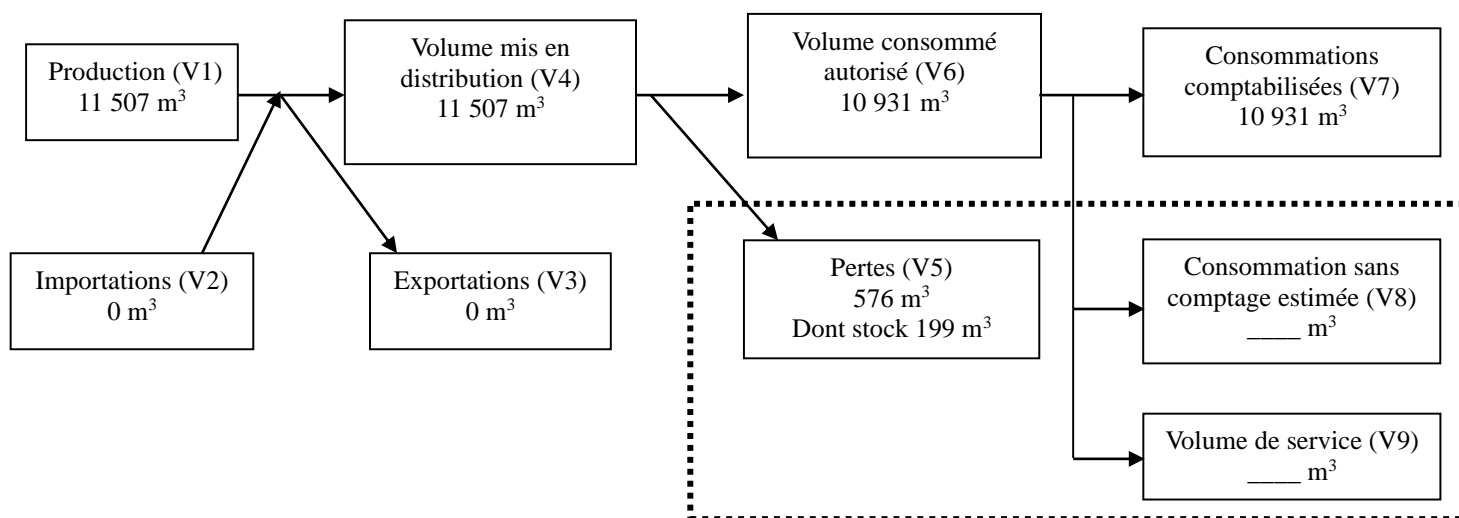 Production (V1)
11 507 m³
Volume mis en
distribution (V4)
11 507 m³
Volume consommé
autorisé (V6)
10 931 m³
Consommations
comptabilisées (V7)
10 931 m³
Importations (V2)
0 m³
Exportations (V3)
0 m³
Pertes (V5)
576 m³
Dont stock 199 m³
Consommation sans
comptage estimée (V8)
____ m³
Volume de service (V9)
____ m³